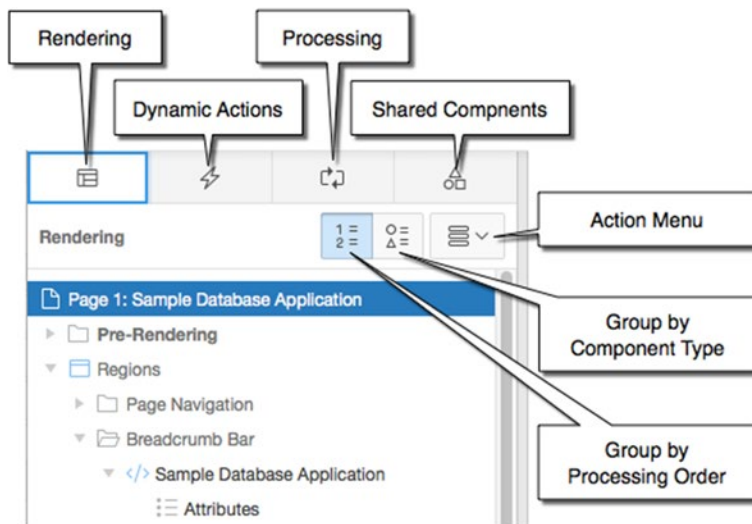 Rendering
Processing
Dynamic Actions
Shared Compnents
Rendering
1
2
Action Menu
Page 1: Sample Database Application
Pre-Rendering
Group by
Component Type
Regions
Page Navigation
Breadcrumb Bar
Group by
Processing Order
Sample Database Application
Attributes